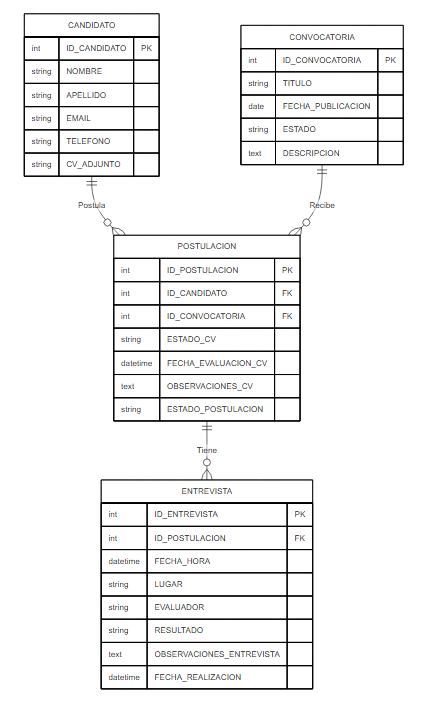 CANDIDATO
int ID_CANDIDATO PK
string NOMBRE
string APELLIDO
string EMAIL
string TELEFONO
string CV_ADJUNTO
CONVOCATORIA
int ID_CONVOCATORIA PK
string TITULO
date FECHA_PUBLICACION
string ESTADO
text DESCRIPCION
Postula
Recibe
POSTULACION
int ID_POSTULACION PK
int ID_CANDIDATO FK
int ID_CONVOCATORIA FK
string ESTADO_CV
datetime FECHA_EVALUACION_CV
text OBSERVACIONES_CV
string ESTADO_POSTULACION
Tiene
ENTREVISTA
int ID_ENTREVISTA PK
int ID_POSTULACION FK
datetime FECHA_HORA
string LUGAR
string EVALUADOR
string RESULTADO
text OBSERVACIONES_ENTREVISTA
datetime FECHA_REALIZACION